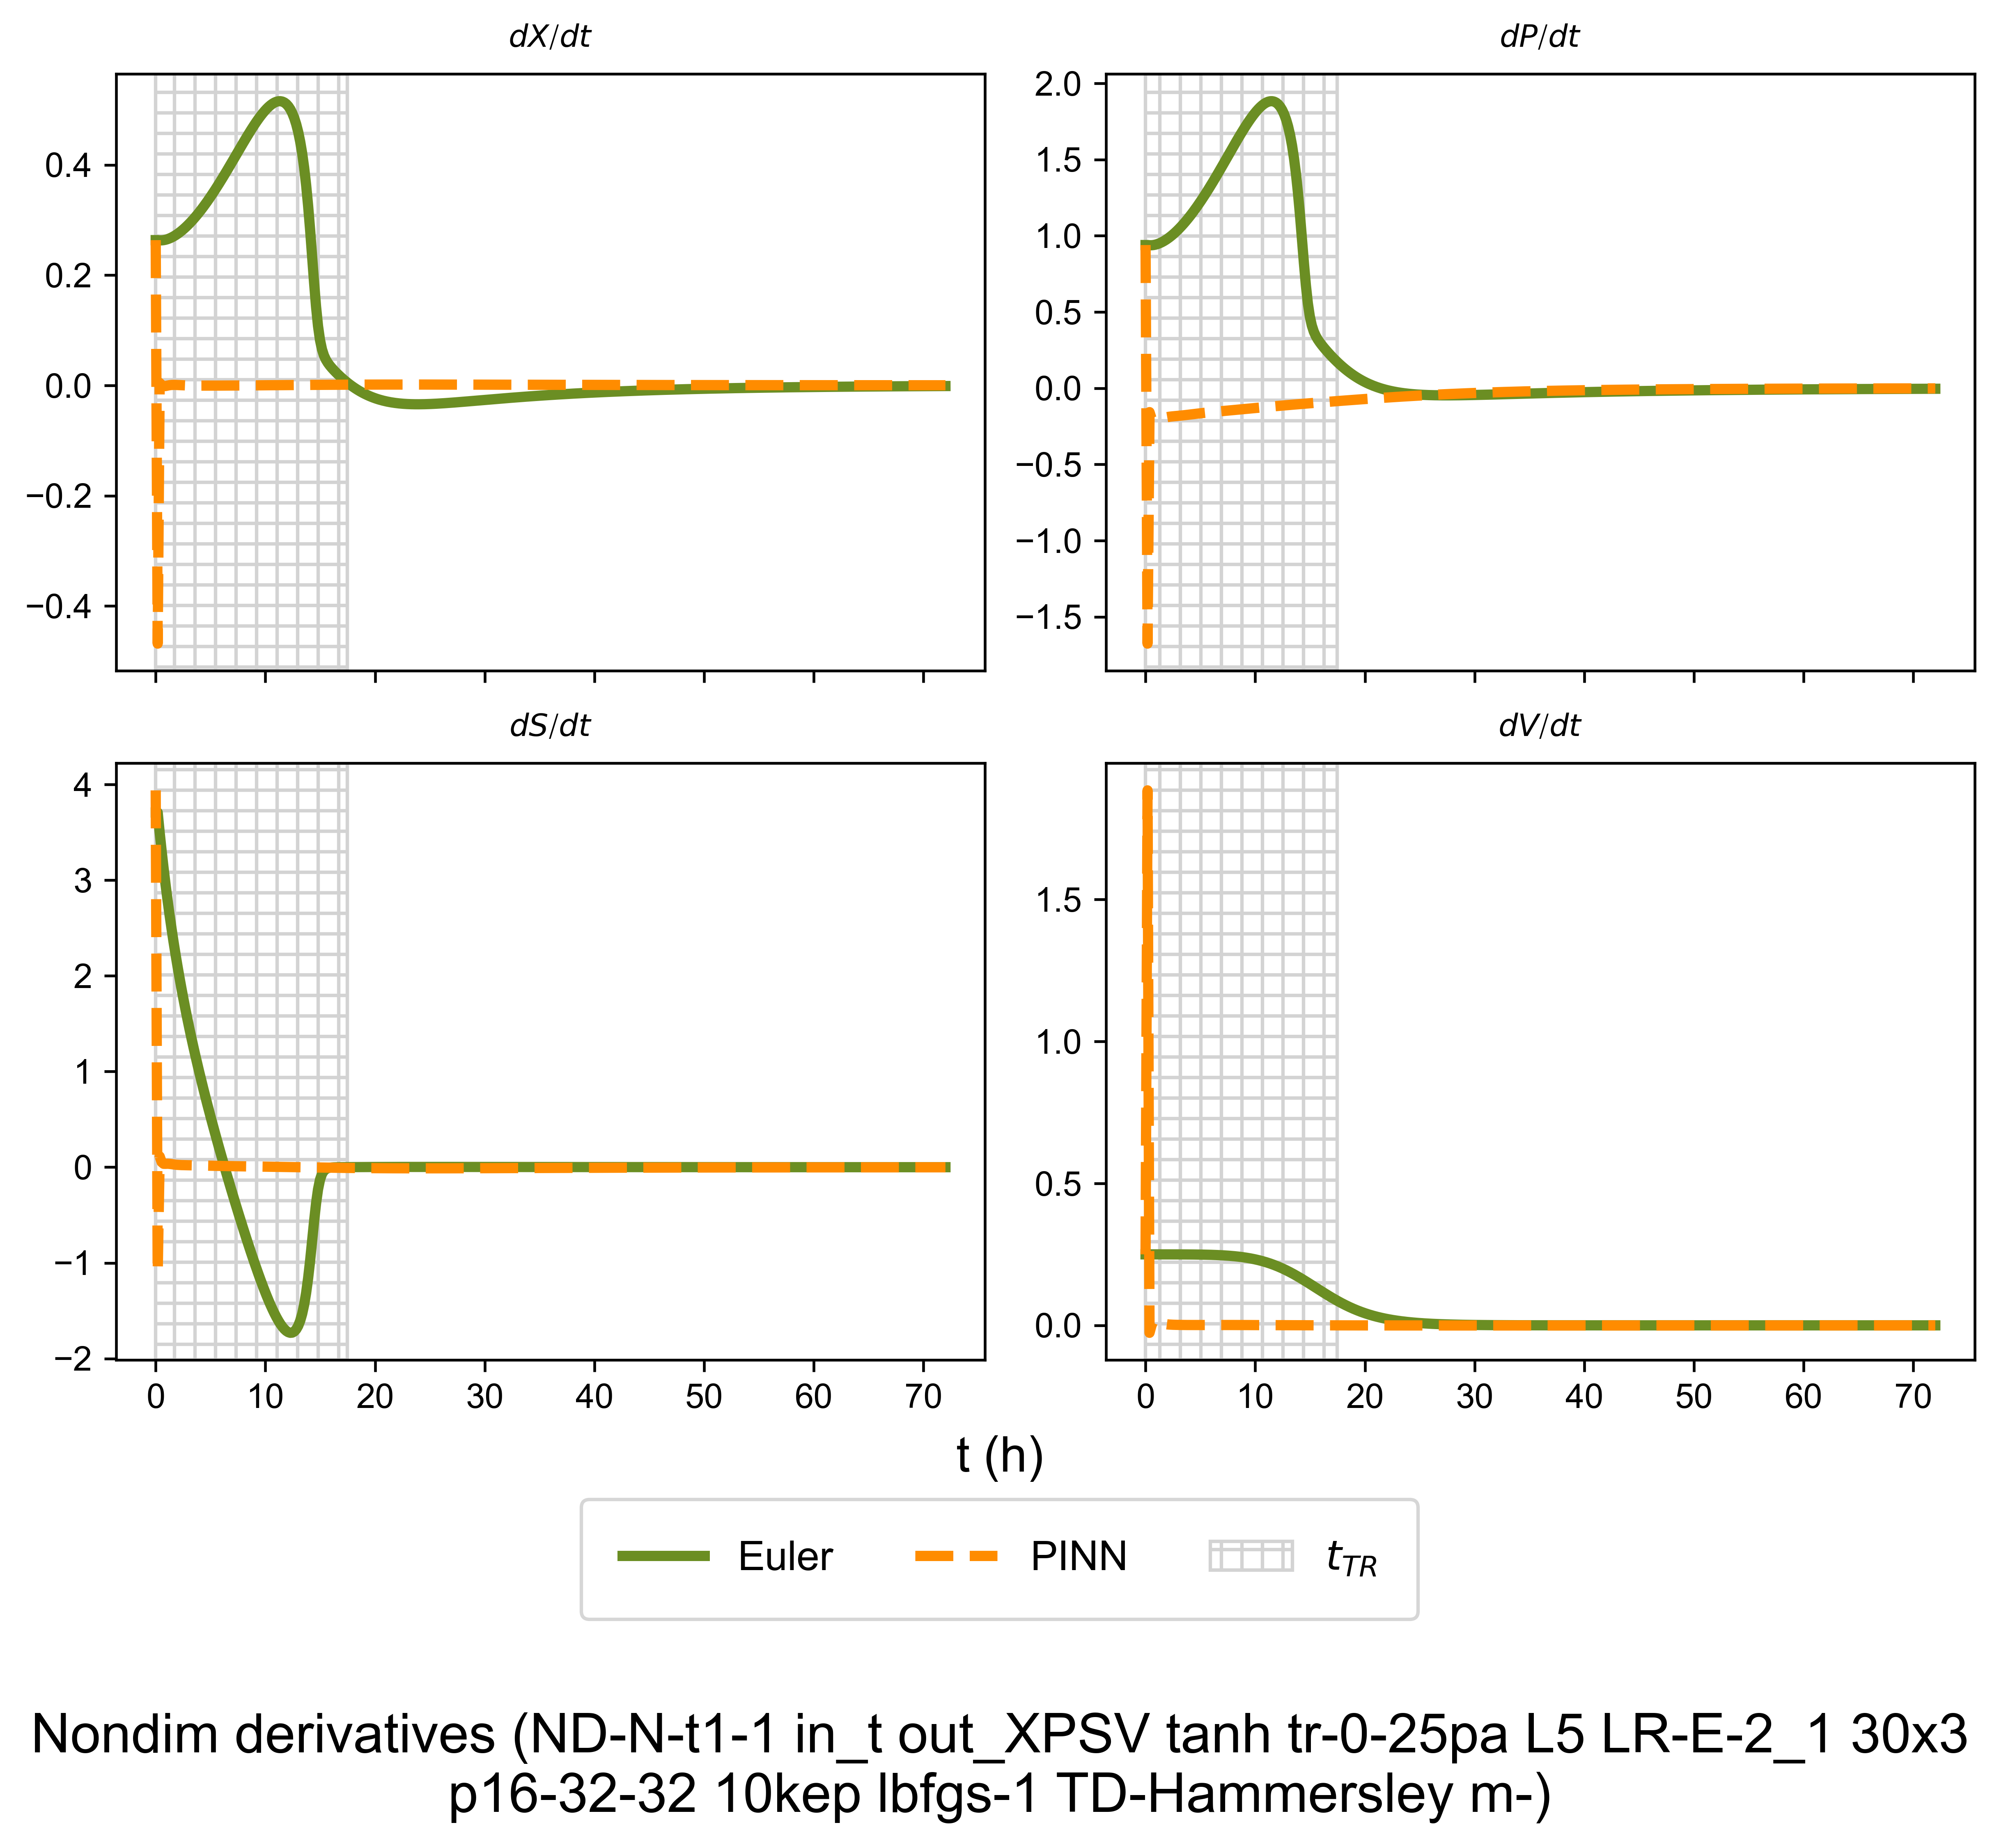 dX/dt
dP/dt
0.4
0.2
0.0
−0.2
−0.4
2.0
1.5
1.0
0.5
0.0
−0.5
−1.0
−1.5
dS/dt
dV/dt
4
3
2
1
0
−1
−2
1.5
1.0
0.5
0.0
0 10 20 30 40 50 60 70
0 10 20 30 40 50 60 70
t (h)
Euler PINN t_TR
Nondim derivatives (ND-N-t1-1 in_t out_XPSV tanh tr-0-25pa L5 LR-E-2_1 30x3
p16-32-32 10kep lbfgs-1 TD-Hammersley m-)